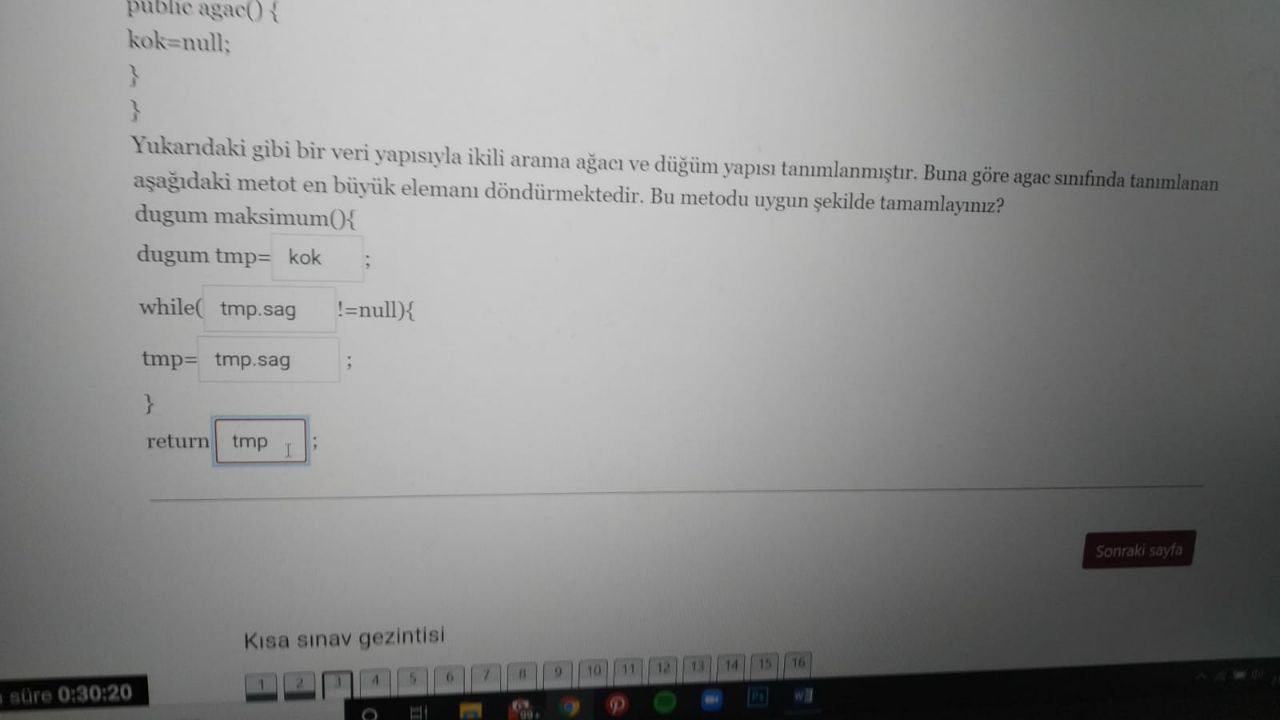 public agac() {
kok=null;
}
}
Yukarıdaki gibi bir veri yapısıyla ikili arama ağacı ve düğüm yapısı tanımlanmıştır. Buna göre agac sınıfında tanımlanan
aşağıdaki metot en büyük elemanı döndürmektedir. Bu metodu uygun şekilde tamamlayınız?
dugum maksimum(){
dugum tmp= kok ;
while( tmp.sag !=null){
tmp= tmp.sag ;
}
return tmp ;
Sonraki sayfa
Kısa sınav gezintisi
1 2 3 4 5 6 7 8 9 10 11 12 13 14 15 16
süre 0:30:20
99+
Ps
W